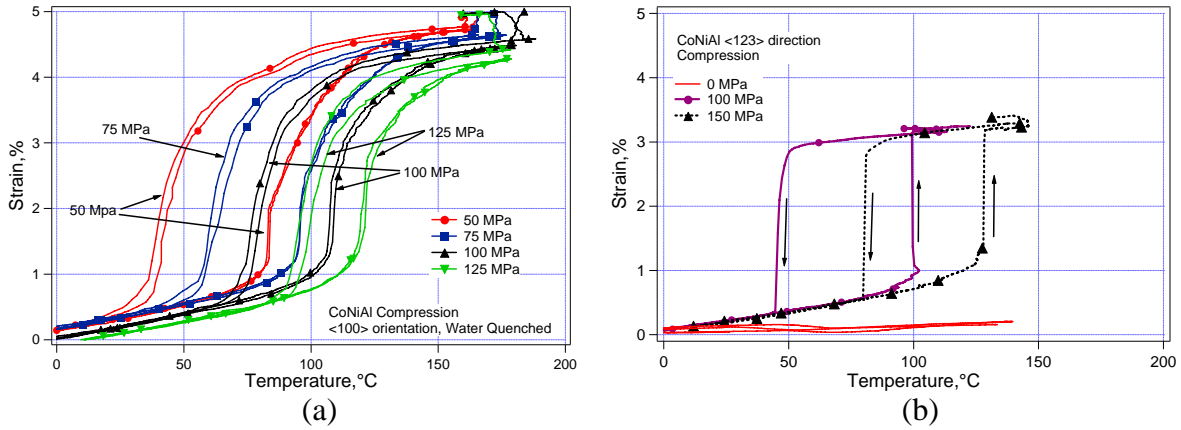 5
4
3
2
1
0
Strain, %
75 MPa
50 Mpa
125 MPa
100 MPa
50 MPa
75 MPa
100 MPa
125 MPa
CoNiAl Compression
<100> orientation, Water Quenched
0
50
100
150
200
Temperature,°C
(a)
5
4
3
2
1
0
Strain, %
CoNiAl <123> direction
Compression
0 MPa
100 MPa
150 MPa
0
50
100
150
200
Temperature,°C
(b)